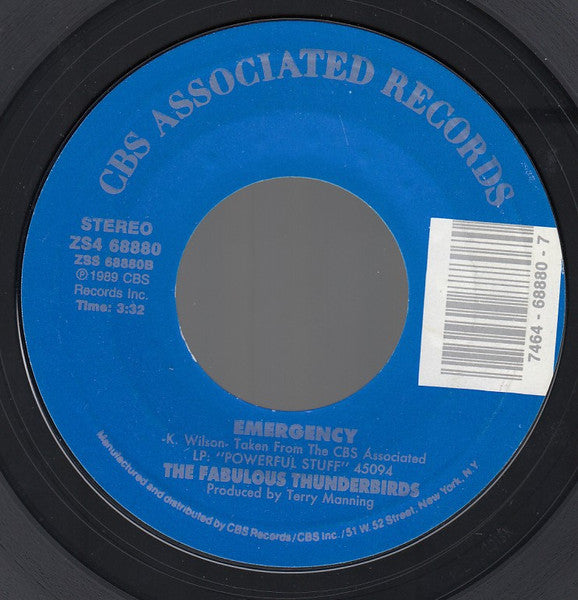 CBS ASSOCIATED RECORDS
STEREO
ZS4 68880
ZSS 68880B
℗1989 CBS
Records Inc.
Time: 3:32
7464 - 68880 - 7
EMERGENCY
-K. Wilson- Taken From The CBS Associated
LP: "POWERFUL STUFF" 45094
THE FABULOUS THUNDERBIRDS
Produced by Terry Manning
Manufactured and distributed by CBS Records/CBS Inc./51 W. 52 Street, New York, N.Y.